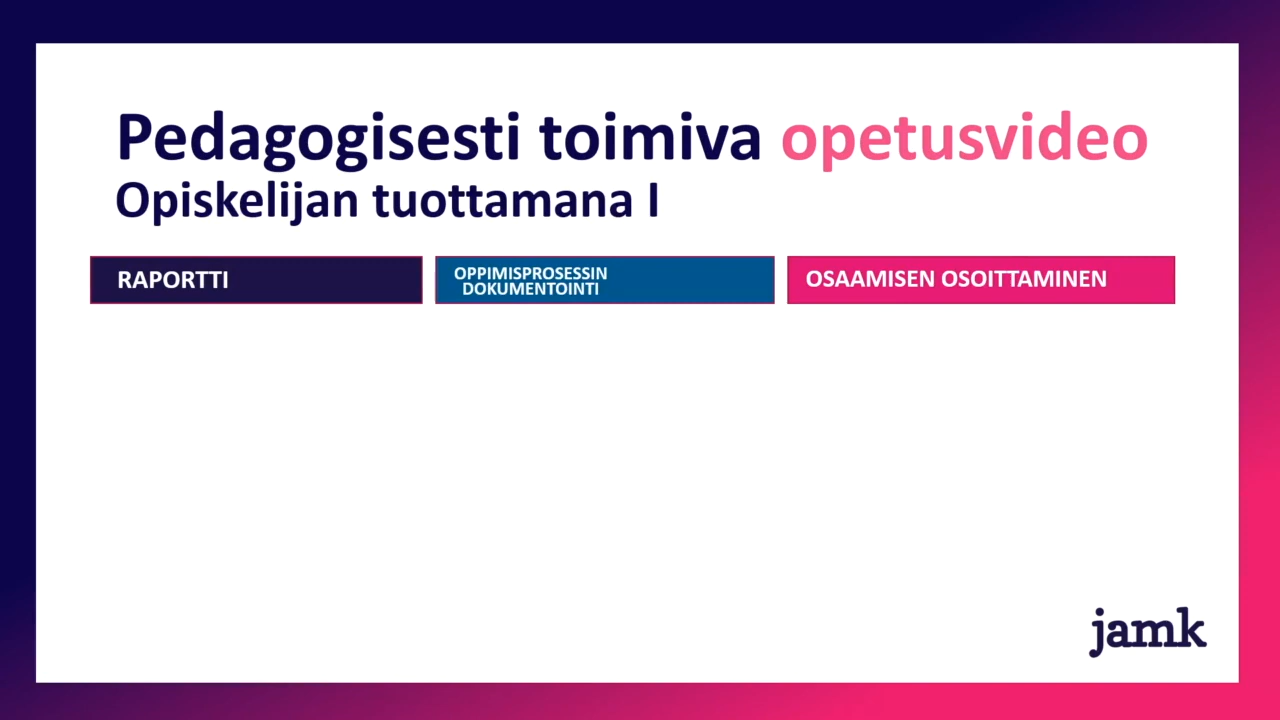 Pedagogisesti toimiva opetusvideo
Opiskelijan tuottamana I
RAPORTTI
OPPIMISPROSESSIN
DOKUMENTOINTI
OSAAMISEN OSOITTAMINEN
jamk